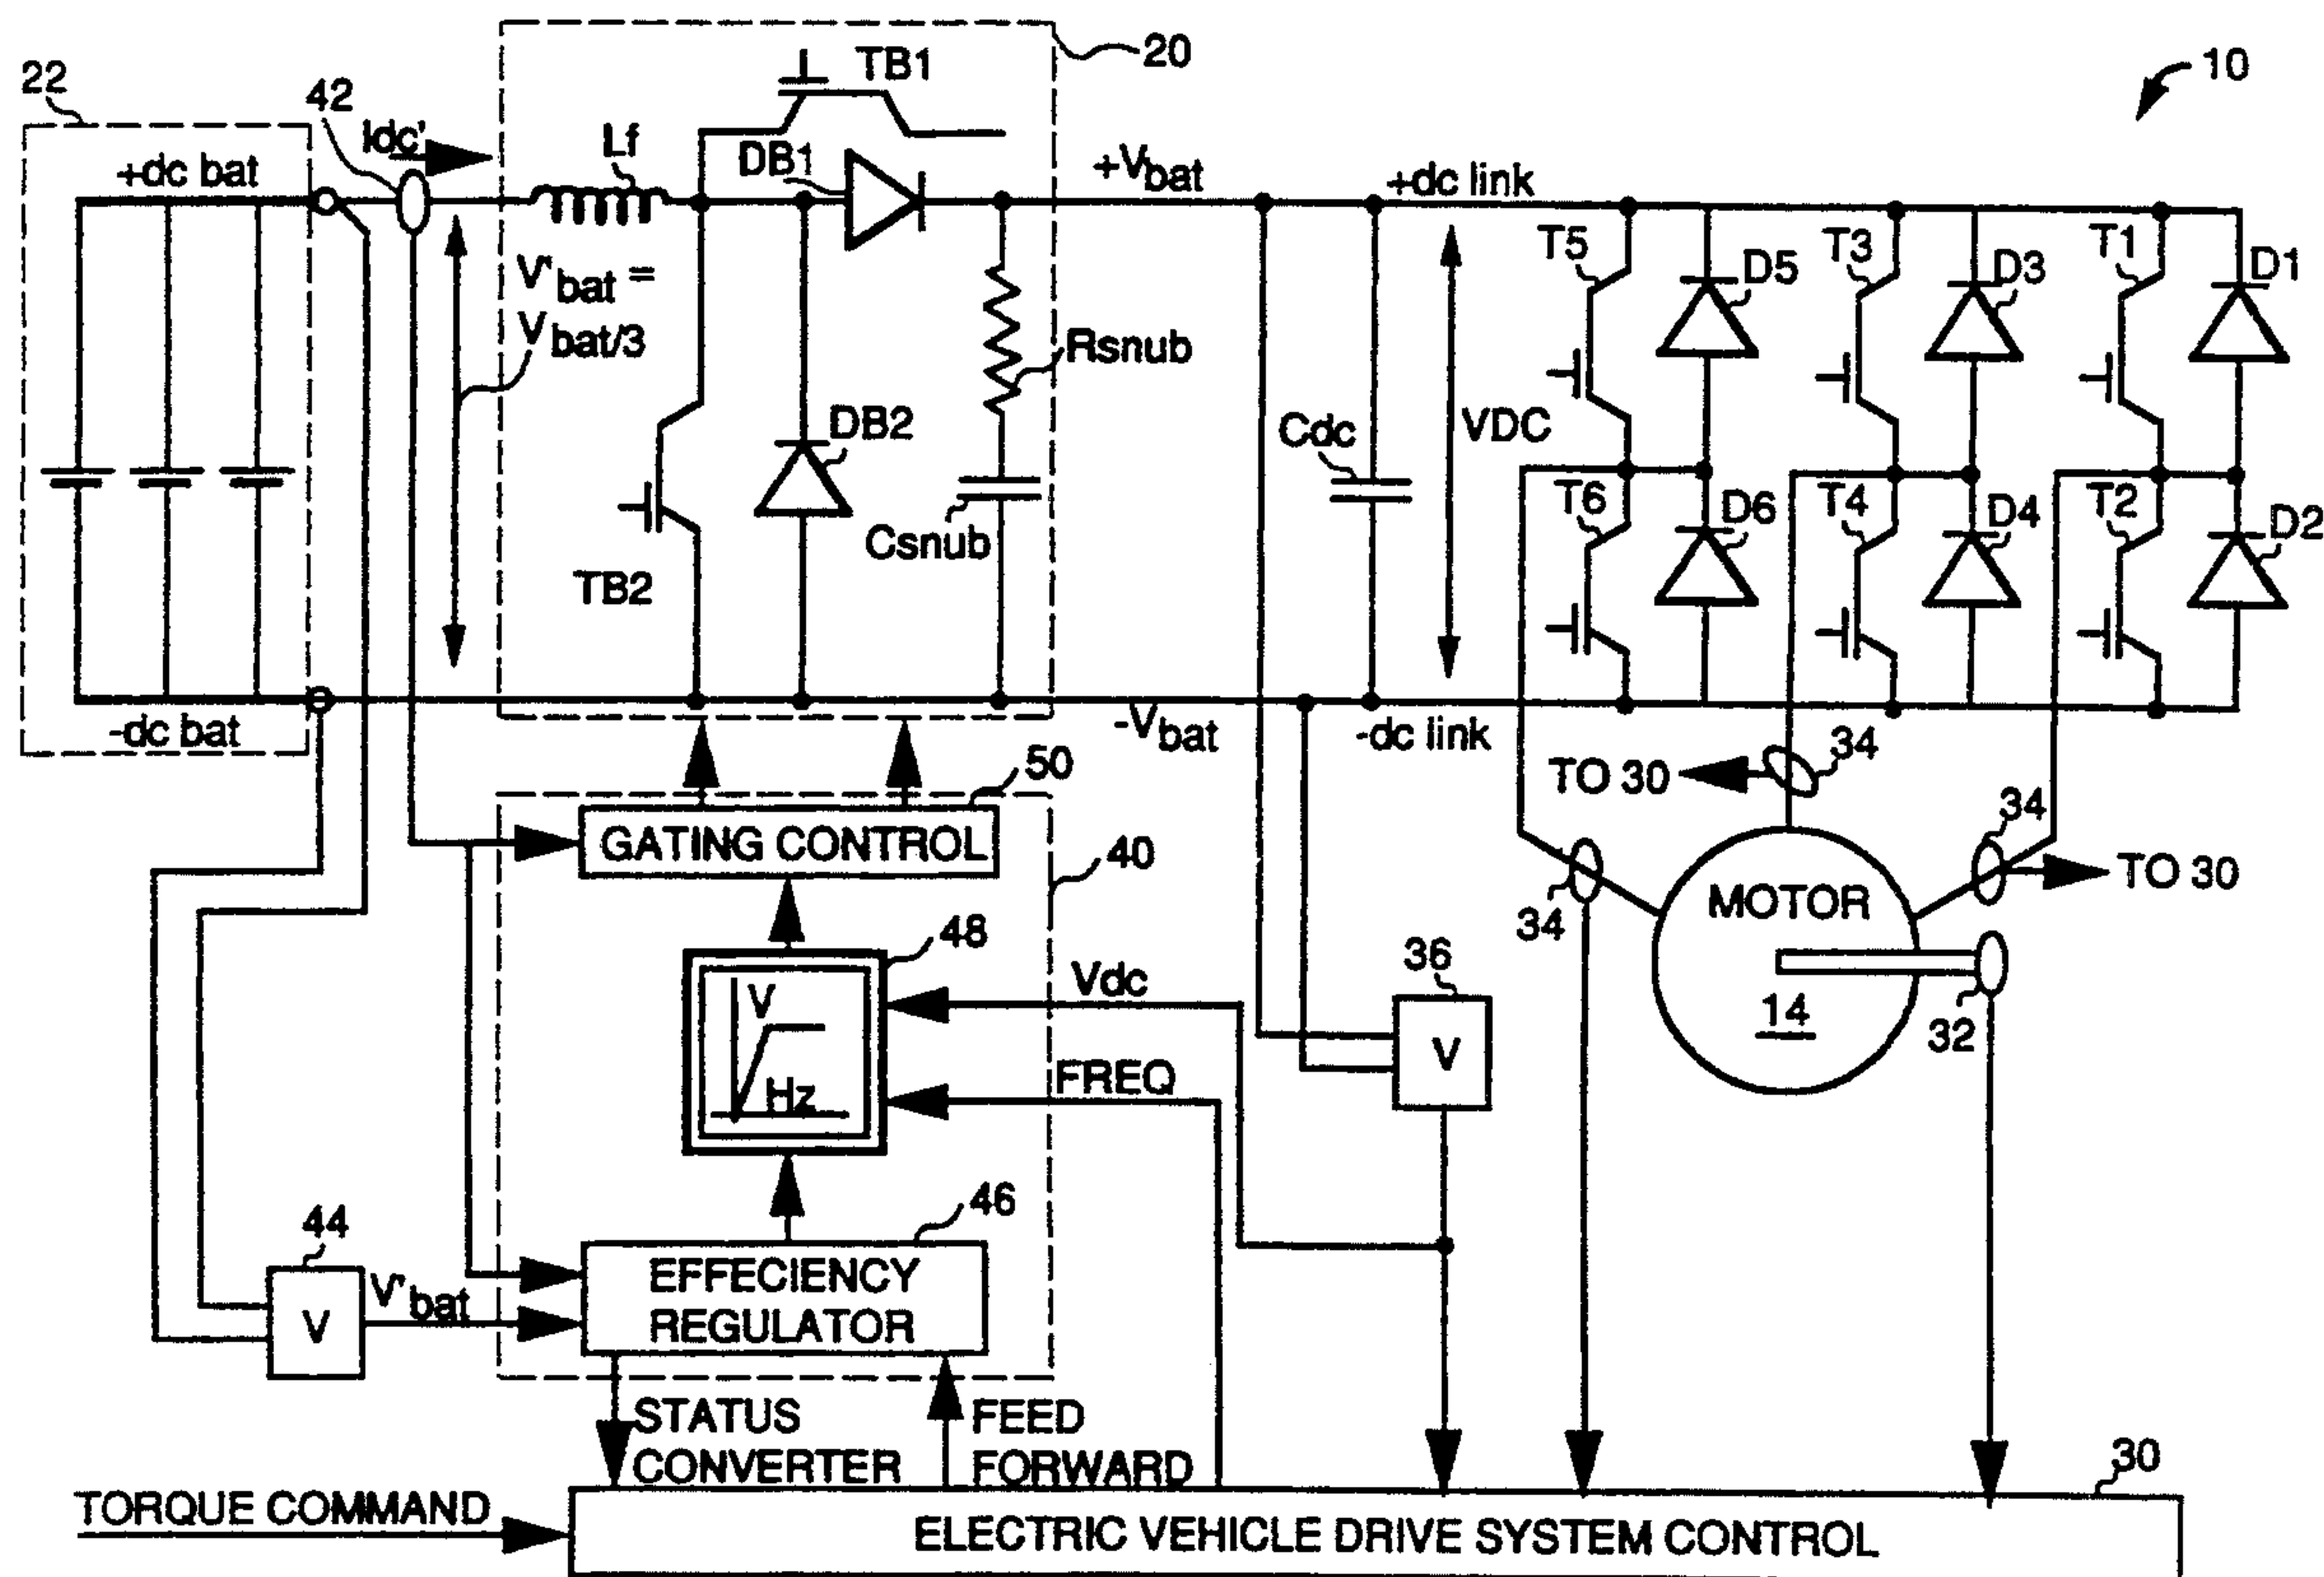 22
42
Idc'
20
TB1
10
+dc bat
Lf
DB1
+Vbat
+dc link
V'bat =
Vbat/3
T5
D5
T3
D3
T1
D1
Rsnub
DB2
Cdc
VDC
Csnub
TB2
T6
D6
T4
D4
T2
D2
-dc bat
-Vbat
-dc link
50
TO 30
34
34
GATING CONTROL
40
TO 30
34
MOTOR
14
32
48
V
Hz
Vdc
36
V
FREQ
46
44
V
V'bat
EFFECIENCY
REGULATOR
STATUS
CONVERTER
FEED
FORWARD
30
TORQUE COMMAND
ELECTRIC VEHICLE DRIVE SYSTEM CONTROL